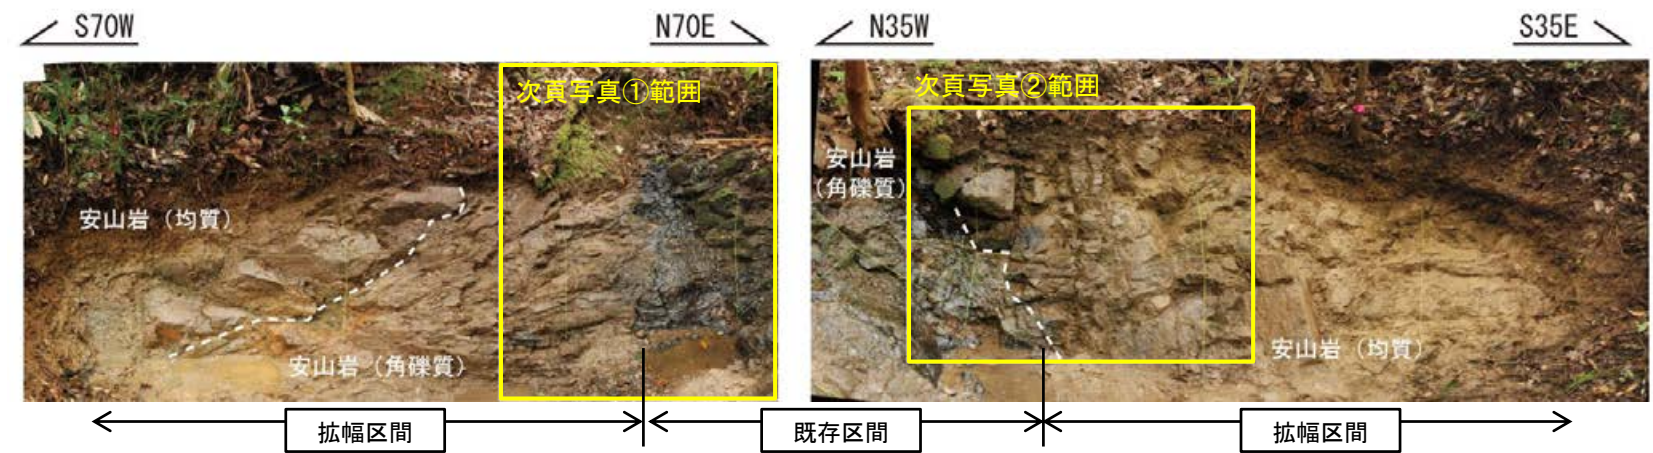 S70W
N70E
N35W
S35E
次頁写真①範囲
次頁写真②範囲
安山岩
(角礫質)
安山岩（均質）
安山岩（角礫質）
安山岩（均質）
拡幅区間
既存区間
拡幅区間